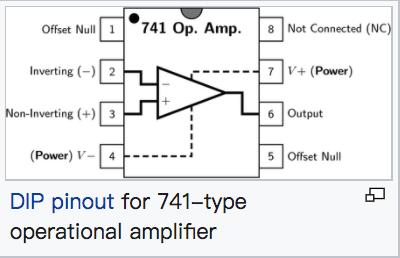 Offset Null 1 741 Op. Amp. 8 Not Connected (NC)
Inverting (−) 2 − 7 V+ (Power)
Non-Inverting (+) 3 + 6 Output
(Power) V− 4 5 Offset Null
DIP pinout for 741–type
operational amplifier